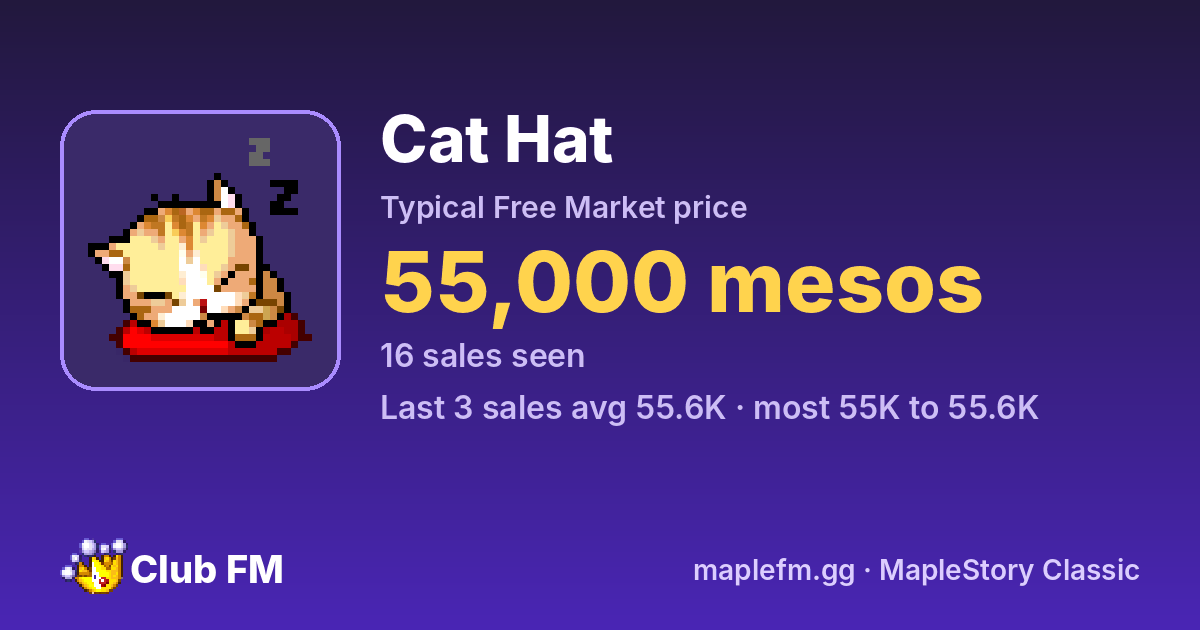 z
z
Cat Hat
Typical Free Market price
55,000 mesos
16 sales seen
Last 3 sales avg 55.6K · most 55K to 55.6K
Club FM
maplefm.gg · MapleStory Classic